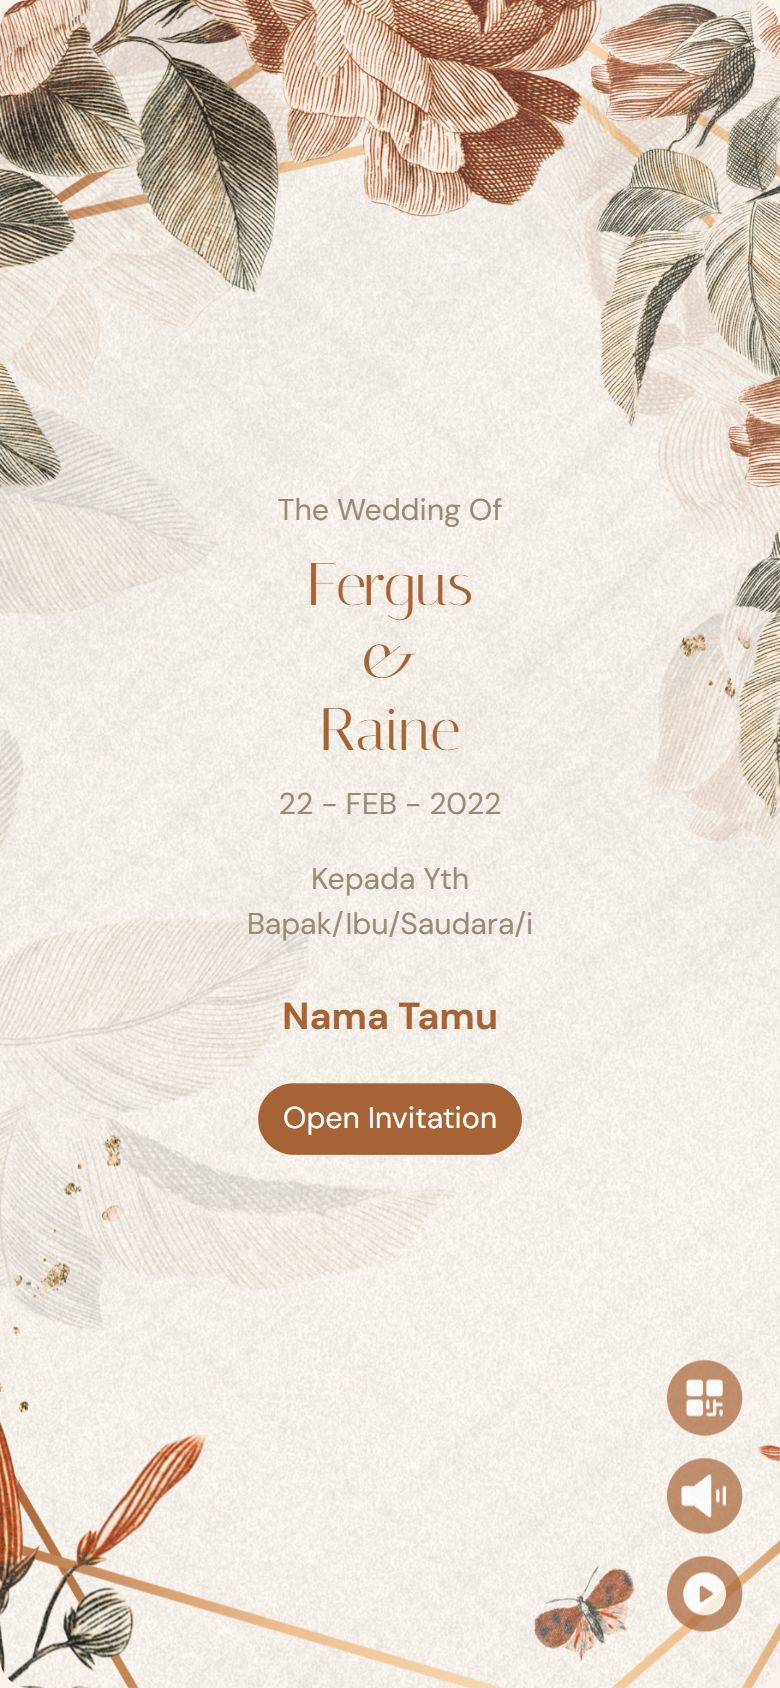 The Wedding Of
Fergus
&
Raine
22 - FEB - 2022
Kepada Yth
Bapak/Ibu/Saudara/i
Nama Tamu
Open Invitation